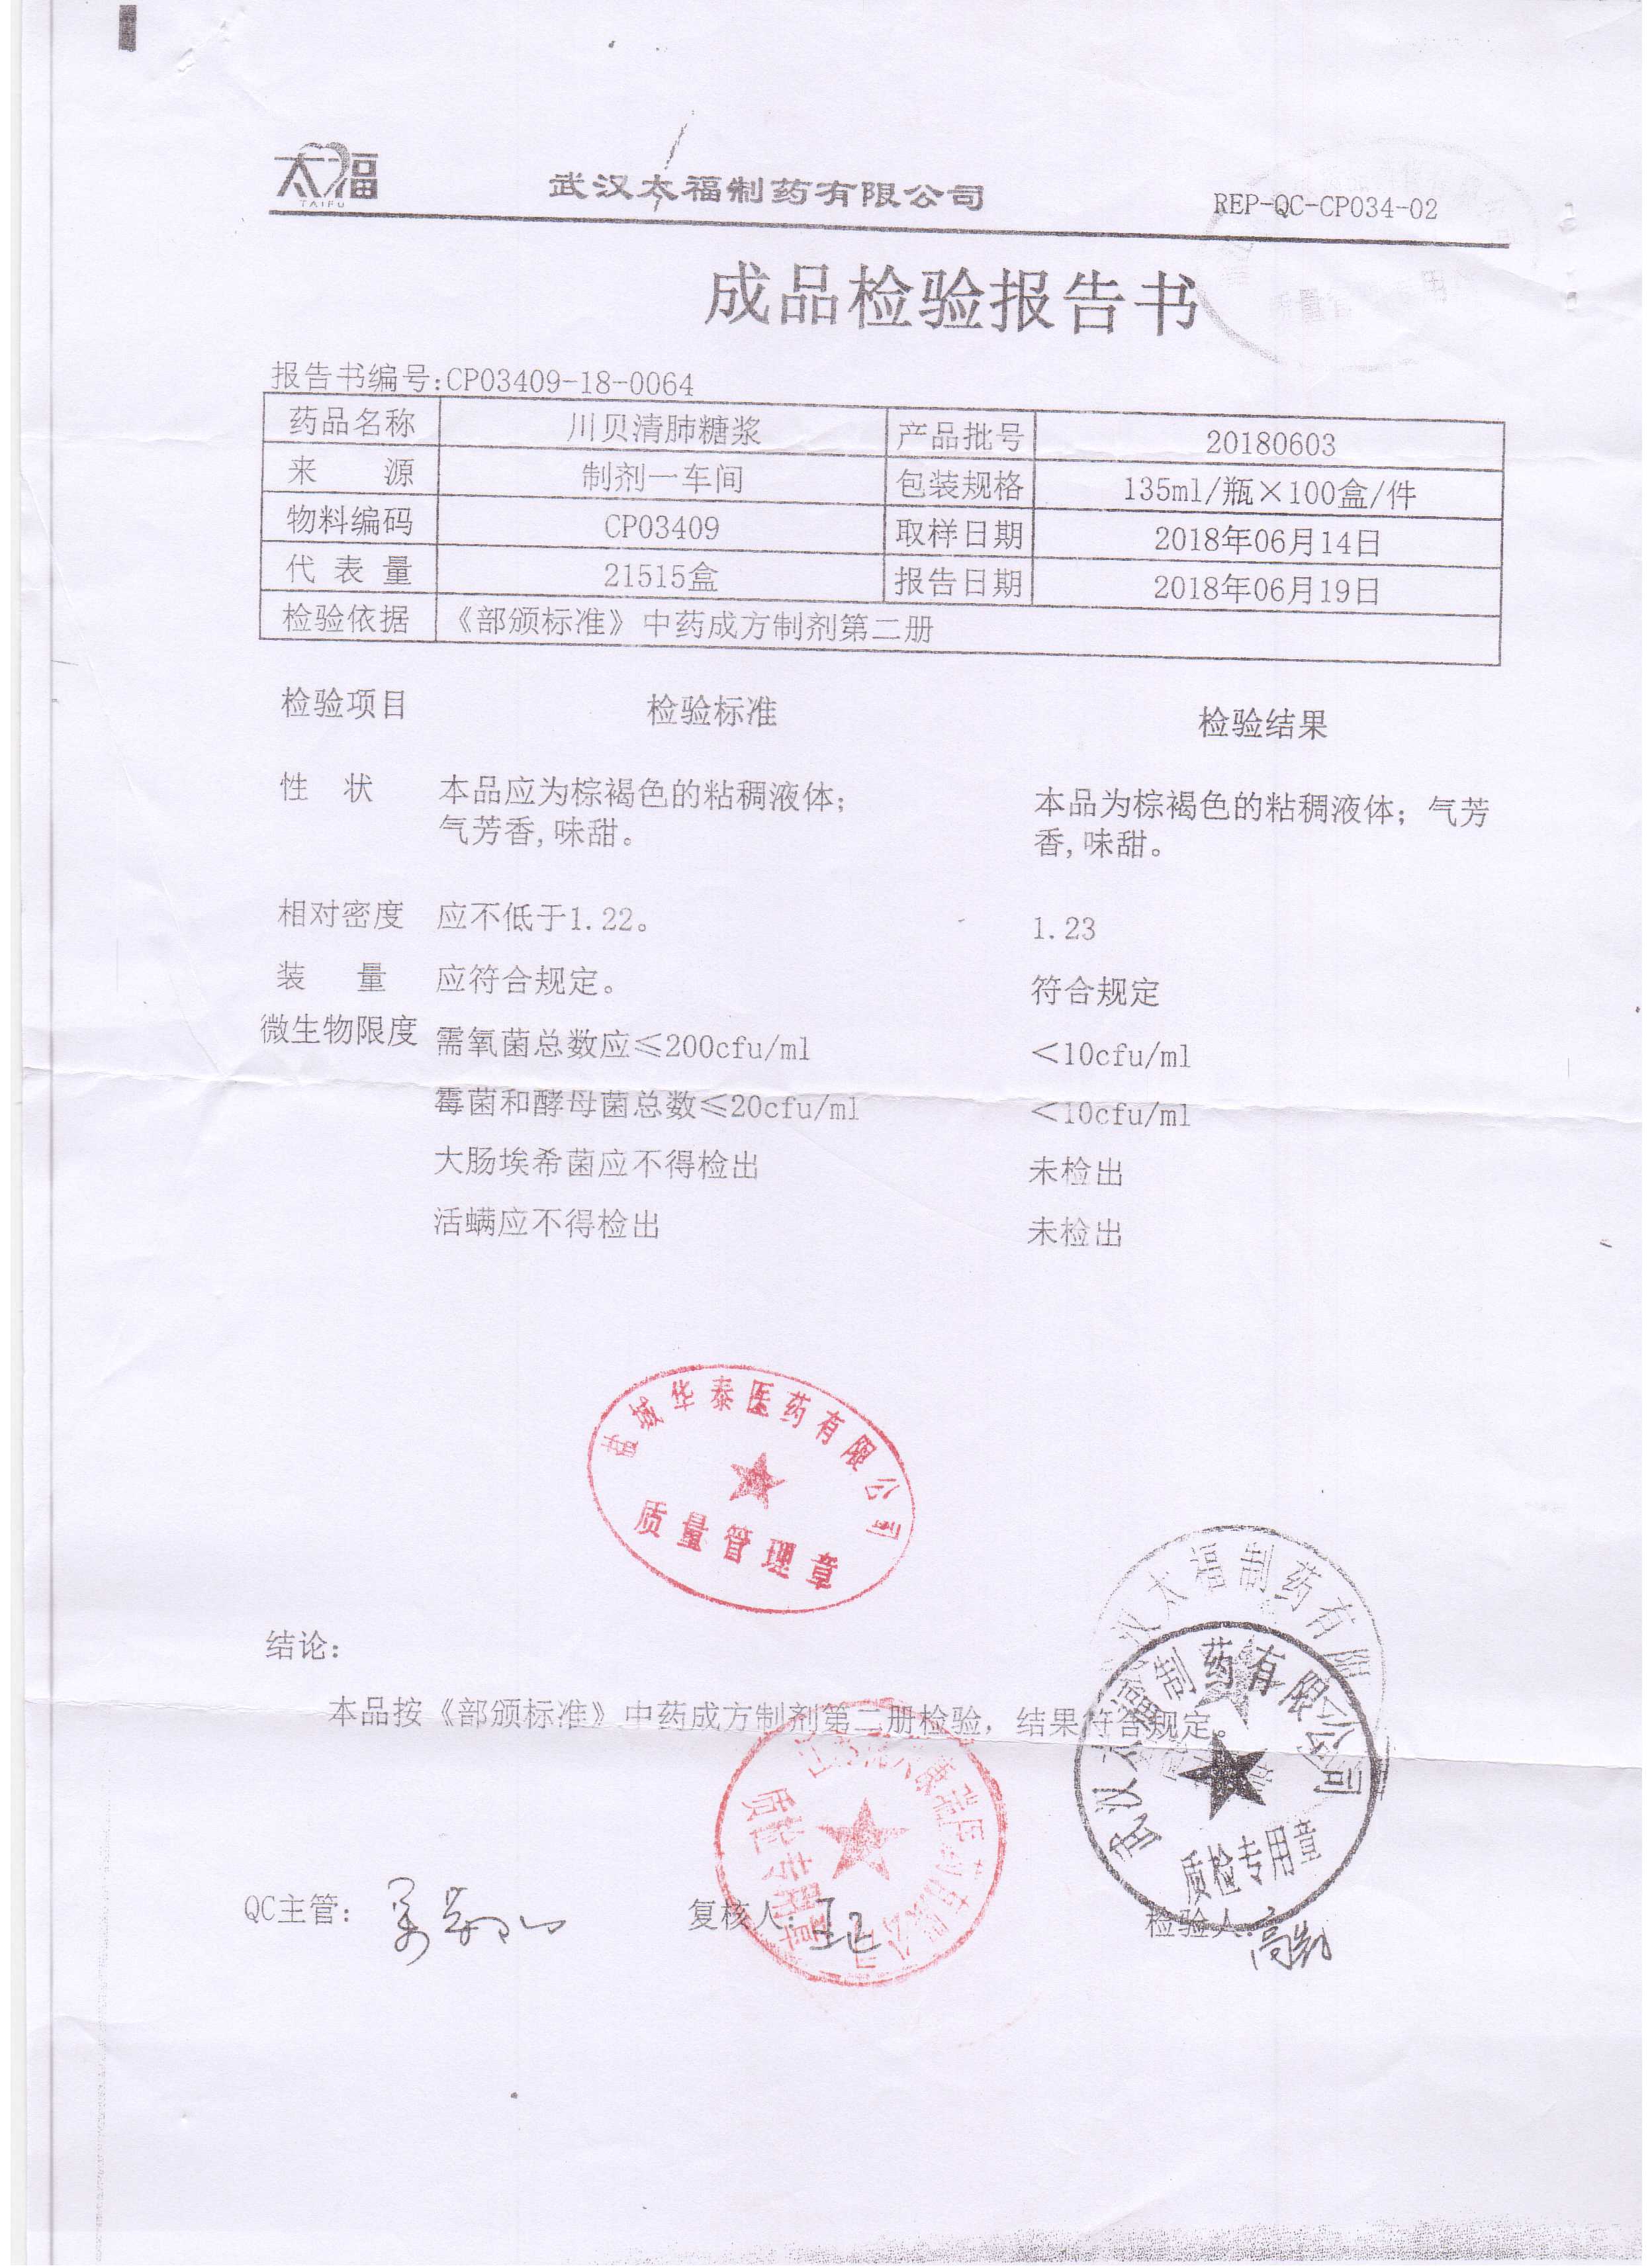 太福
TAIFU
武汉太福制药有限公司
REP-QC-CP034-02
成品检验报告书
报告书编号:CP03409-18-0064
药品名称 川贝清肺糖浆 产品批号 20180603
来 源 制剂一车间 包装规格 135ml/瓶×100盒/件
物料编码 CP03409 取样日期 2018年06月14日
代 表 量 21515盒 报告日期 2018年06月19日
检验依据 《部颁标准》中药成方制剂第二册
检验项目 检验标准 检验结果
性 状 本品应为棕褐色的粘稠液体; 本品为棕褐色的粘稠液体; 气芳
气芳香,味甜。 香,味甜。
相对密度 应不低于1.22。 1.23
装 量 应符合规定。 符合规定
微生物限度 需氧菌总数应≤200cfu/ml <10cfu/ml
霉菌和酵母菌总数≤20cfu/ml <10cfu/ml
大肠埃希菌应不得检出 未检出
活螨应不得检出 未检出
城华泰医药有限公司
质量管理章
结论:
太福制药有限
本品按《部颁标准》中药成方制剂第二册检验, 结果符合规定。
武汉太福制药有限公司
质检专用章
QC主管: 复核人: 检验人: